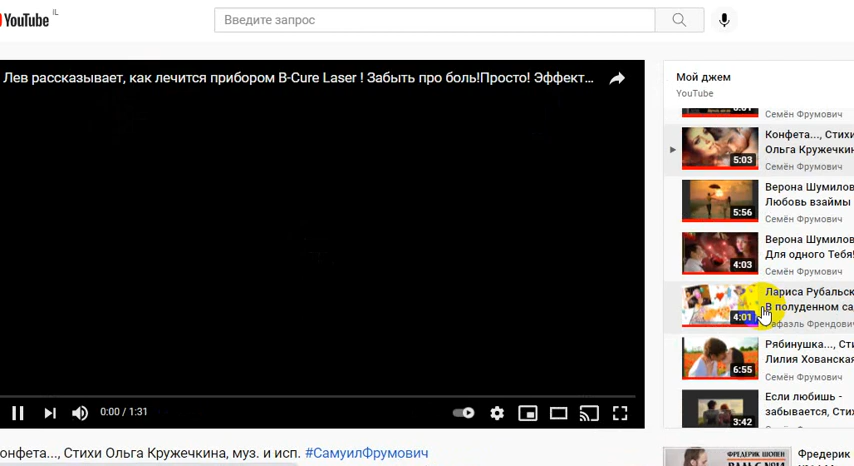 YouTube IL
Введите запрос
Лев рассказывает, как лечится прибором B-Cure Laser ! Забыть про боль!Просто! Эффект...
0:00 / 1:31
онфета..., Стихи Ольга Кружечкина, муз. и исп. #СамуилФрумович
Мой джем
YouTube
Семён Фрумович
Конфета..., Стихи
Ольга Кружечкин
Семён Фрумович
5:03
Верона Шумилов
Любовь взаймы
Семён Фрумович
5:56
Верона Шумилов
Для одного Тебя!
Семён Фрумович
4:03
Лариса Рубальск
В полуденном са
Рафаэль Френдович
4:01
Рябинушка..., Сти
Лилия Хованская
Семён Фрумович
6:55
Если любишь -
забывается, Стих
3:42
ФРЕДЕРИК ШОПЕН
Фредерик